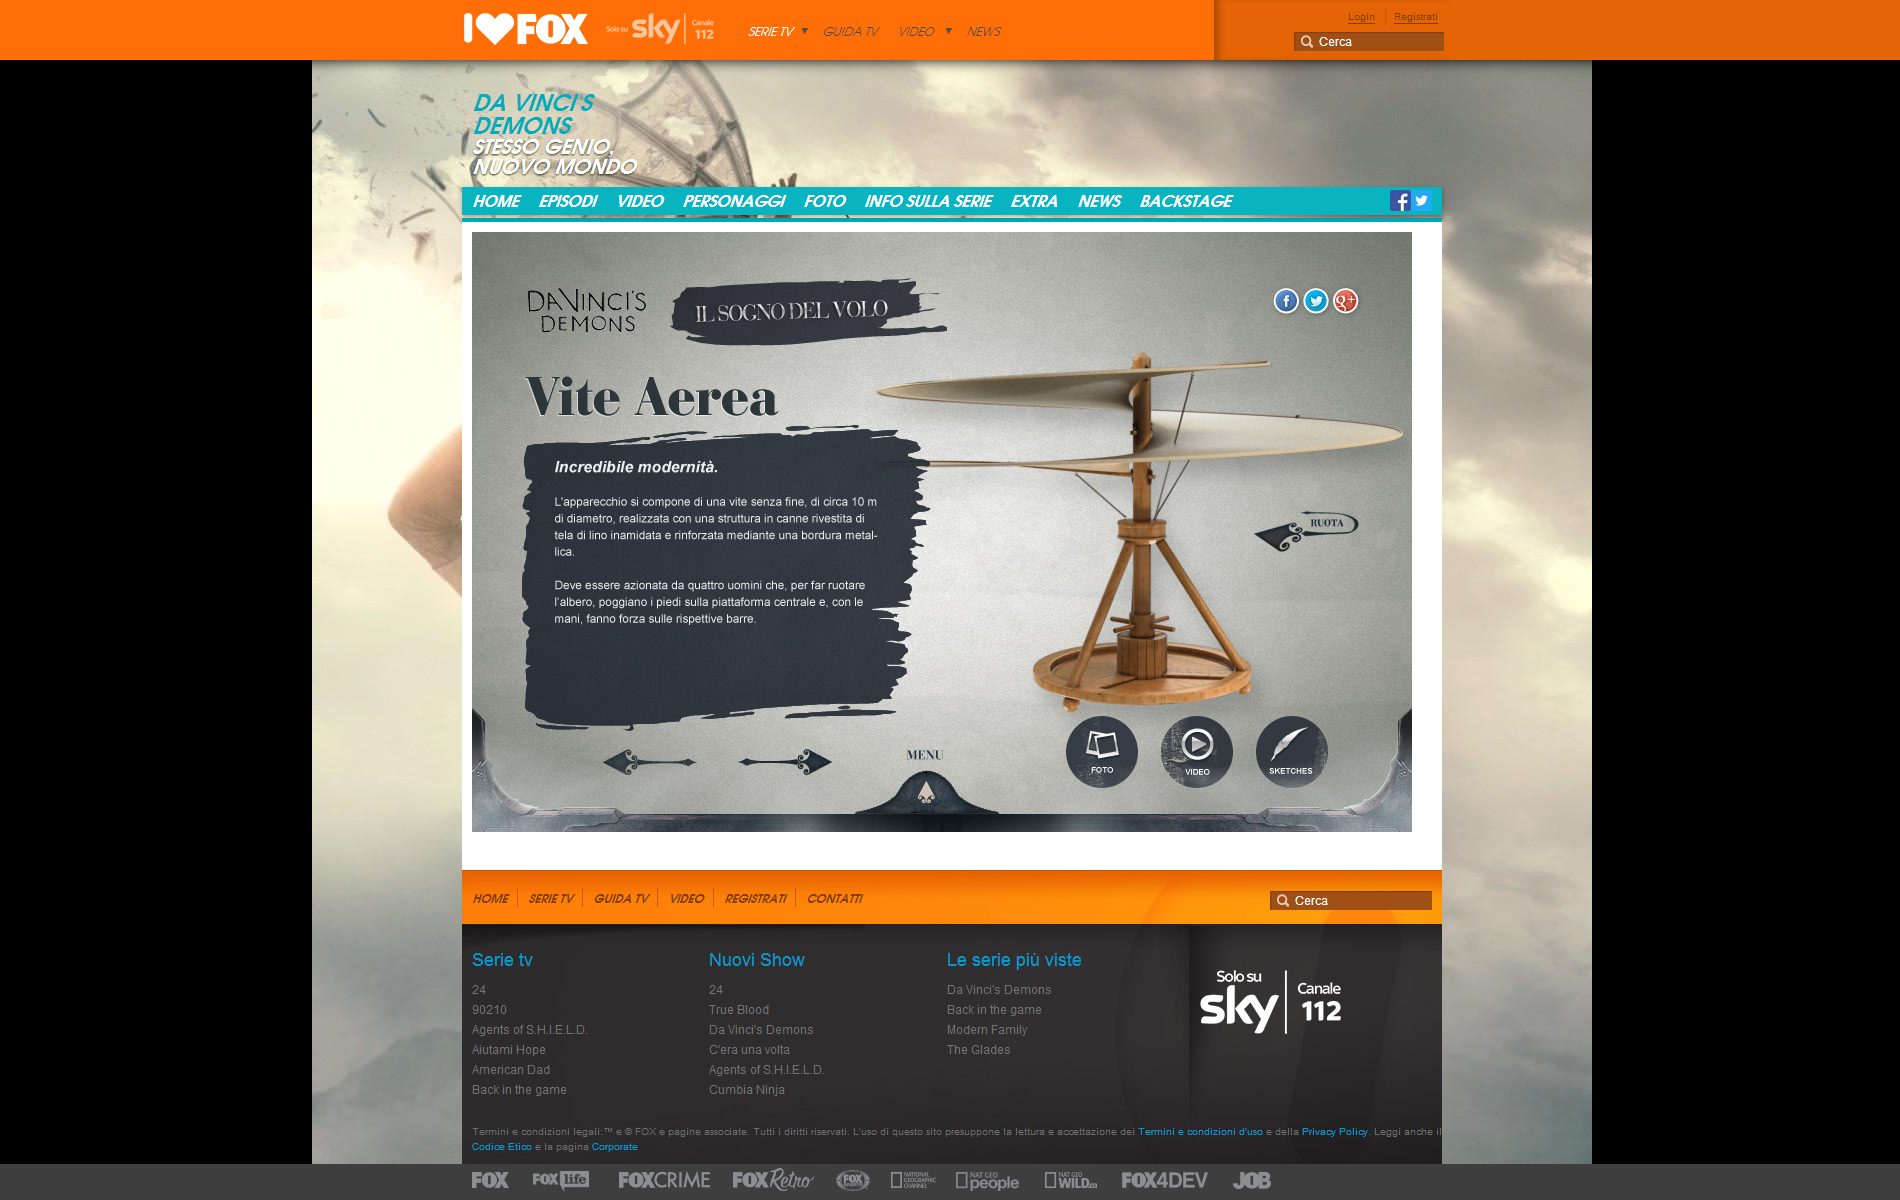 I FOX
Solo su sky Canale 112
SERIE TV GUIDA TV VIDEO NEWS
Login Registrati
Cerca
DA VINCI'S
DEMONS
STESSO GENIO,
NUOVO MONDO
HOME EPISODI VIDEO PERSONAGGI FOTO INFO SULLA SERIE EXTRA NEWS BACKSTAGE
DA VINCI'S
DEMONS
IL SOGNO DEL VOLO
Vite Aerea
Incredibile modernità.
L'apparecchio si compone di una vite senza fine, di circa 10 m
di diametro, realizzata con una struttura in canne rivestita di
tela di lino inamidata e rinforzata mediante una bordura metal-
lica.
Deve essere azionata da quattro uomini che, per far ruotare
l'albero, poggiano i piedi sulla piattaforma centrale e, con le
mani, fanno forza sulle rispettive barre.
RUOTA
MENU
FOTO
VIDEO
SKETCHES
HOME SERIE TV GUIDA TV VIDEO REGISTRATI CONTATTI
Cerca
Serie tv
24
90210
Agents of S.H.I.E.L.D.
Aiutami Hope
American Dad
Back in the game
Nuovi Show
24
True Blood
Da Vinci's Demons
C'era una volta
Agents of S.H.I.E.L.D.
Cumbia Ninja
Le serie più viste
Da Vinci's Demons
Back in the game
Modern Family
The Glades
Solo su
sky
Canale
112
Termini e condizioni legali:™ e © FOX e pagine associate. Tutti i diritti riservati. L'uso di questo sito presuppone la lettura e accettazione dei Termini e condizioni d'uso e della Privacy Policy. Leggi anche il
Codice Etico e la pagina Corporate
FOX FOX life FOXCRIME FOXRetro FOX SPORTS NATIONAL GEOGRAPHIC CHANNEL NAT GEO people NAT GEO WILD HD FOX4DEV JOB